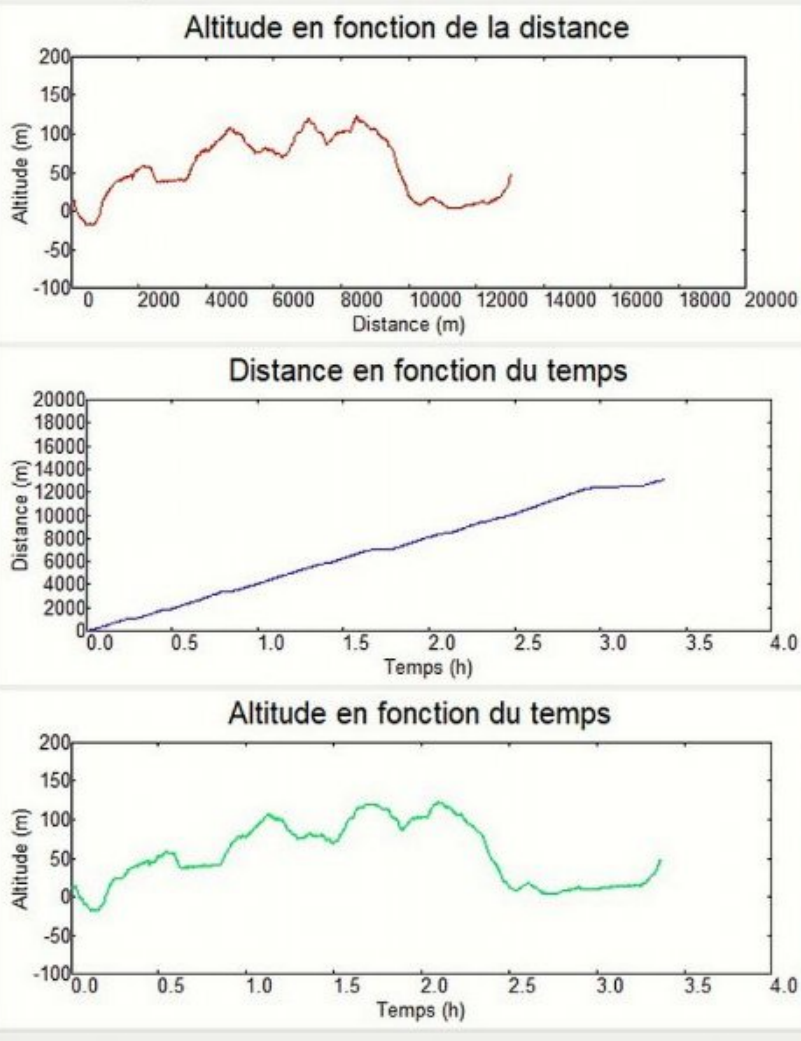 Altitude en fonction de la distance
200
150
100
50
0
-50
-100
Altitude (m)
0 2000 4000 6000 8000 10000 12000 14000 16000 18000 20000
Distance (m)
Distance en fonction du temps
20000
18000
16000
14000
12000
10000
8000
6000
4000
2000
0
Distance (m)
0.0 0.5 1.0 1.5 2.0 2.5 3.0 3.5 4.0
Temps (h)
Altitude en fonction du temps
200
150
100
50
0
-50
-100
Altitude (m)
0.0 0.5 1.0 1.5 2.0 2.5 3.0 3.5 4.0
Temps (h)